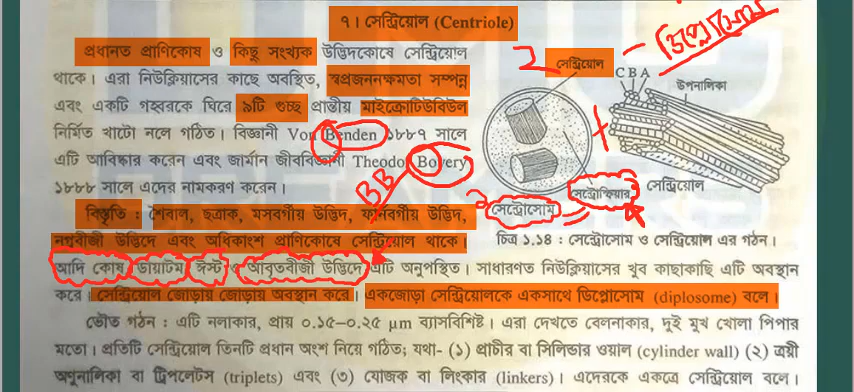 ৭। সেন্ট্রিয়োল (Centriole)
প্রধানত প্রাণিকোষ ও কিছু সংখ্যক উদ্ভিদকোষে সেন্ট্রিয়োল
থাকে। এরা নিউক্লিয়াসের কাছে অবস্থিত, স্বপ্রজননক্ষমতা সম্পন্ন
এবং একটি গহ্বরকে ঘিরে ৯টি গুচ্ছ প্রান্তীয় মাইক্রোটিউবিউল
নির্মিত খাটো নলে গঠিত। বিজ্ঞানী Von Benden ১৮৮৭ সালে
এটি আবিষ্কার করেন এবং জার্মান জীববিজ্ঞানী Theodor Bovery
১৮৮৮ সালে এদের নামকরণ করেন।
2 - ডিপ্লোসোম
সেন্ট্রিয়োল
C B A
উপনালিকা
+
সেন্ট্রোস্ফিয়ার
সেন্ট্রিয়োল
সেন্ট্রোসোম
BB
চিত্র ১.১৪ : সেন্ট্রোসোম ও সেন্ট্রিয়োল এর গঠন।
বিস্তৃতি : শৈবাল, ছত্রাক, মসবর্গীয় উদ্ভিদ, ফার্নবর্গীয় উদ্ভিদ,
নগ্নবীজী উদ্ভিদে এবং অধিকাংশ প্রাণিকোষে সেন্ট্রিয়োল থাকে।
আদি কোষ ডায়াটম ঈস্ট ও আবৃতবীজী উদ্ভিদে এটি অনুপস্থিত। সাধারণত নিউক্লিয়াসের খুব কাছাকাছি এটি অবস্থান
করে। সেন্ট্রিয়োল জোড়ায় জোড়ায় অবস্থান করে। একজোড়া সেন্ট্রিয়োলকে একসাথে ডিপ্লোসোম (diplosome) বলে।
ভৌত গঠন : এটি নলাকার, প্রায় ০.১৫–০.২৫ μm ব্যাসবিশিষ্ট। এরা দেখতে বেলনাকার, দুই মুখ খোলা পিপার
মতো। প্রতিটি সেন্ট্রিয়োল তিনটি প্রধান অংশ নিয়ে গঠিত; যথা- (১) প্রাচীর বা সিলিন্ডার ওয়াল (cylinder wall) (২) ত্রয়ী
অণুনালিকা বা ট্রিপলেটস (triplets) এবং (৩) যোজক বা লিংকার (linkers)। এদেরকে একত্রে সেন্ট্রিয়োল বলে।